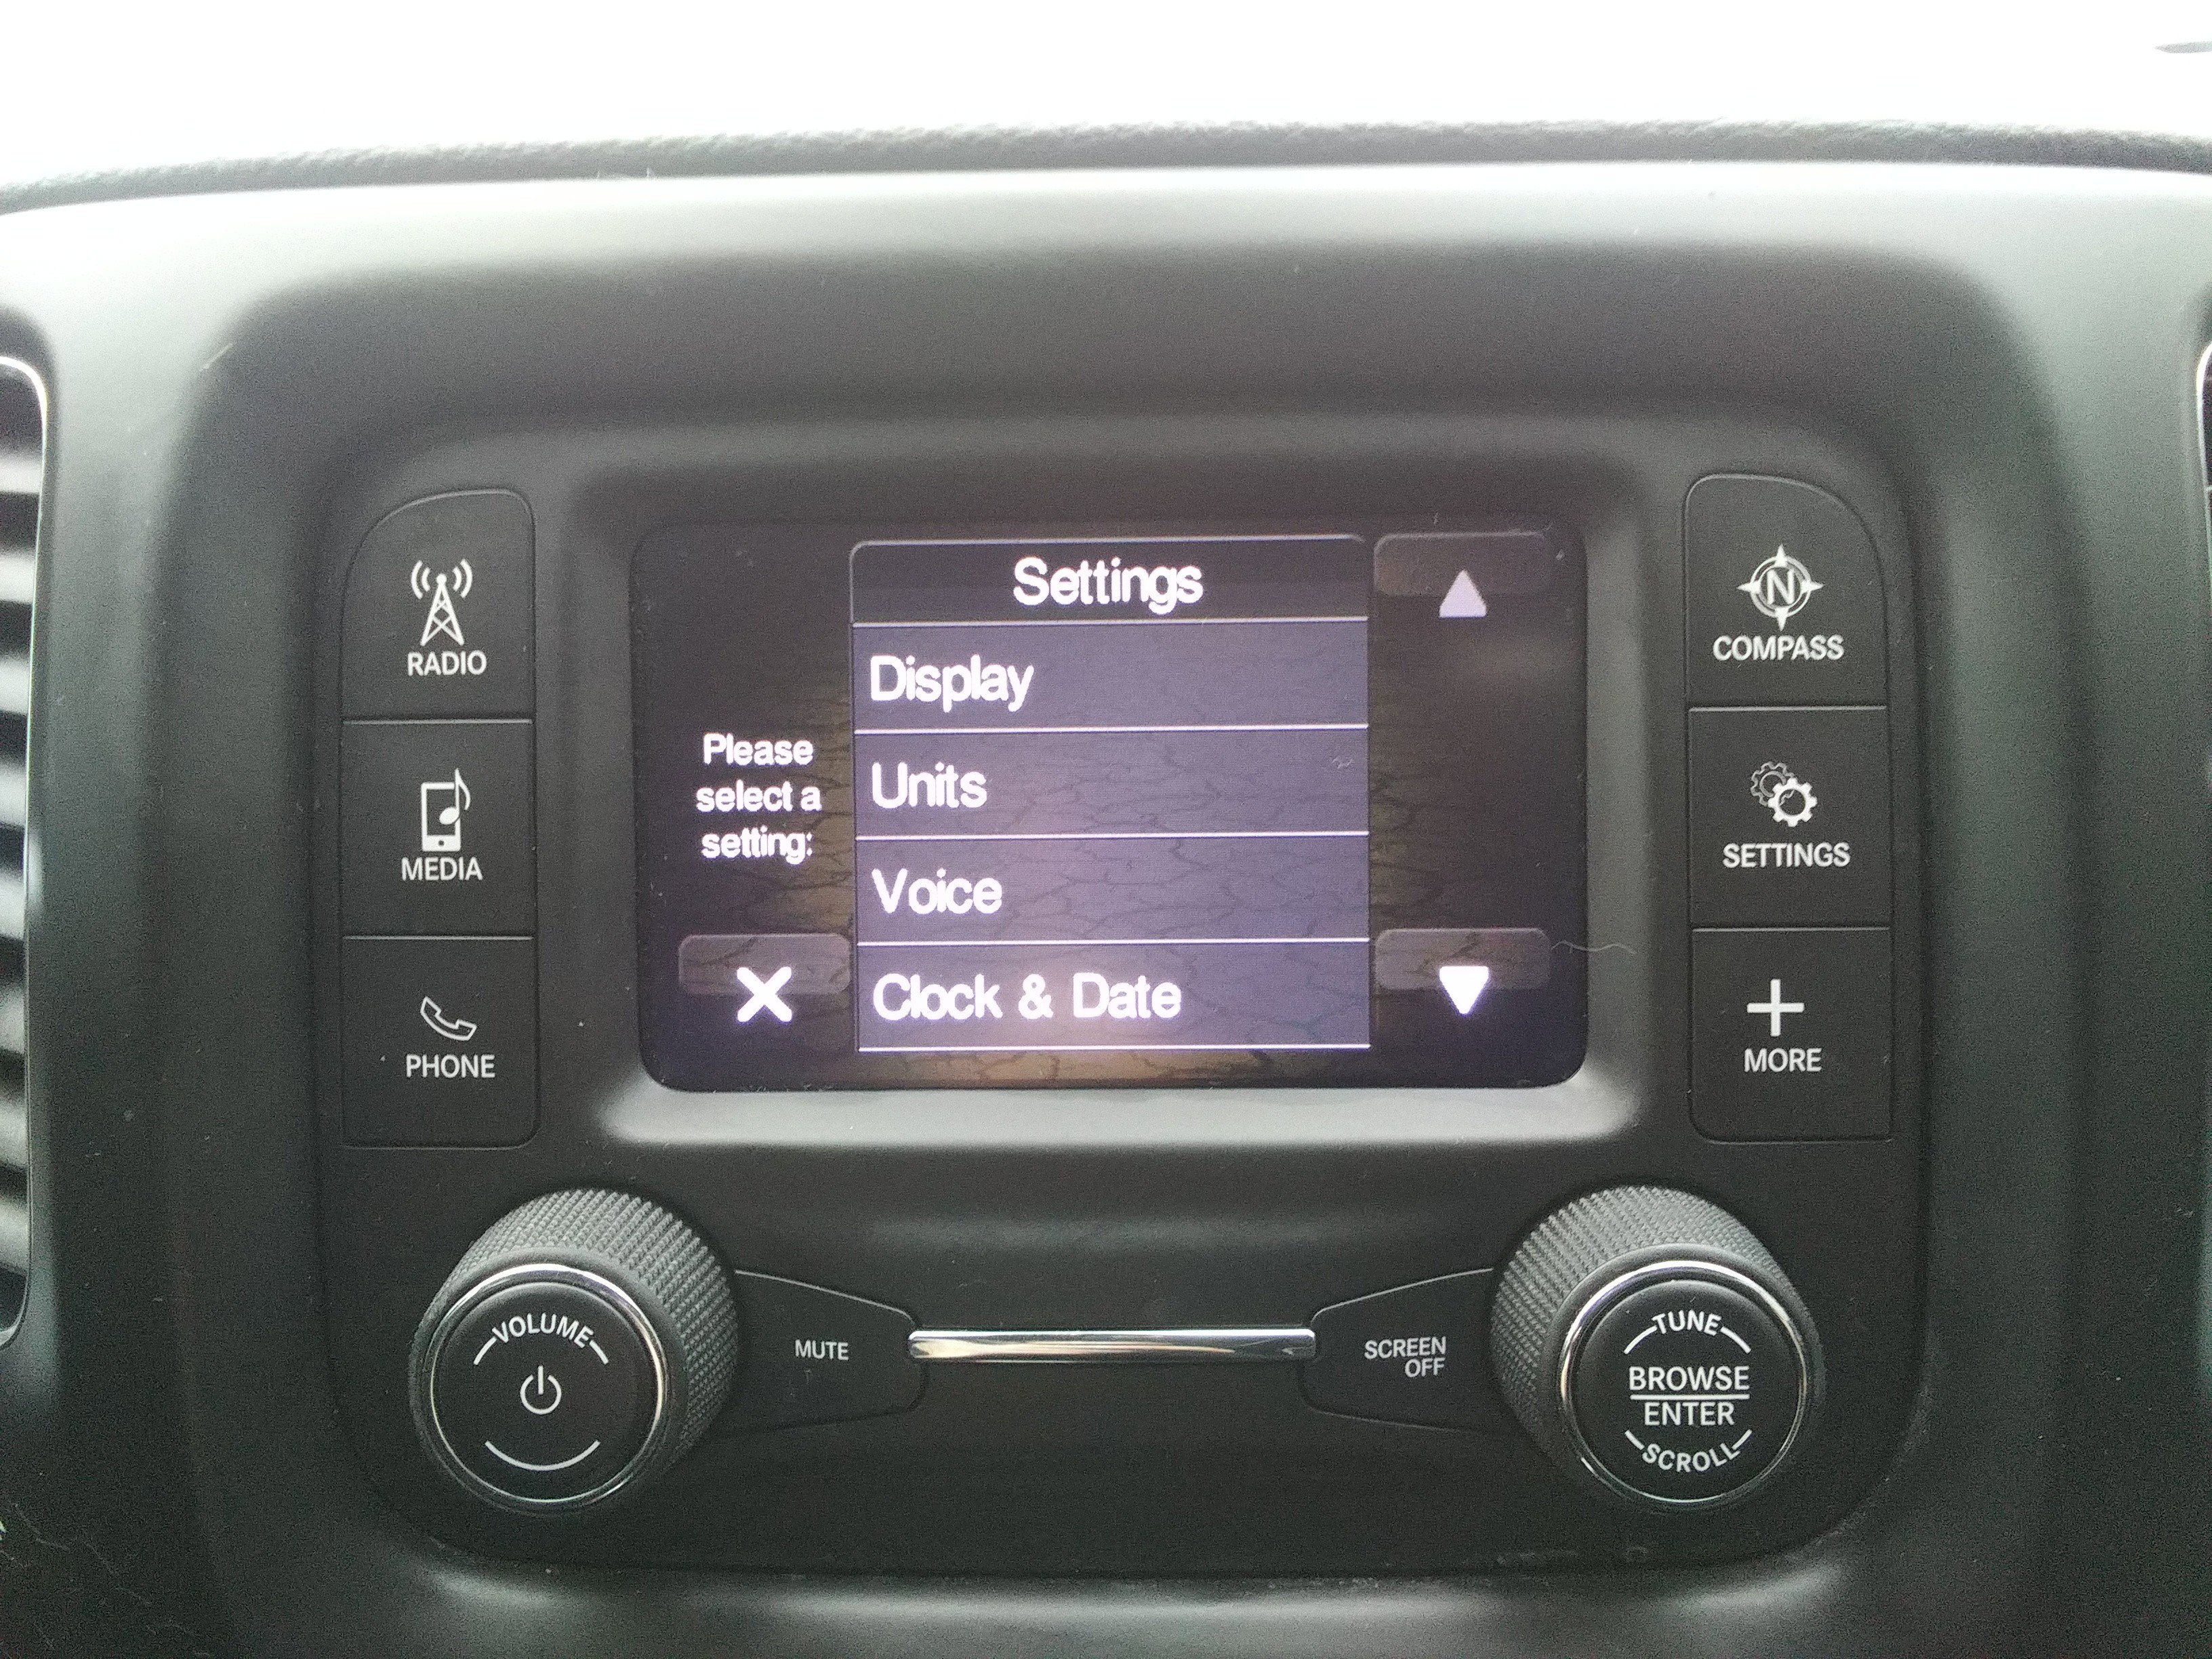 Settings
Display
Units
Voice
Clock & Date
Please
select a
setting:
RADIO
MEDIA
PHONE
N
COMPASS
SETTINGS
MORE
VOLUME
MUTE
SCREEN
OFF
TUNE
BROWSE
ENTER
SCROLL